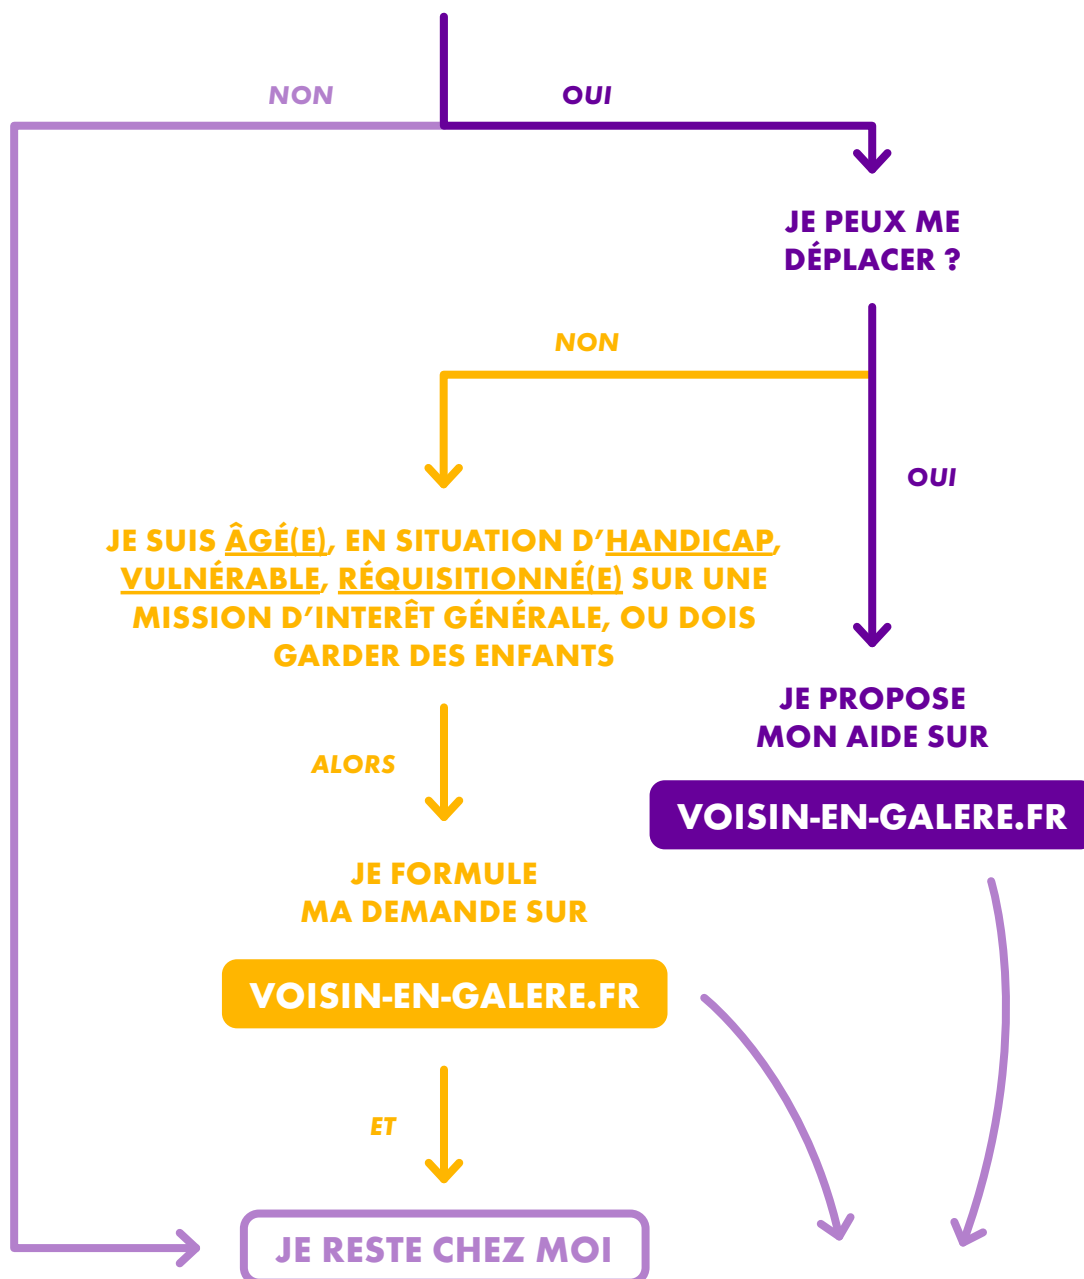 NON
OUI
JE PEUX ME
DÉPLACER ?
NON
OUI
JE SUIS ÂGÉ(E), EN SITUATION D’HANDICAP,
VULNÉRABLE, RÉQUISITIONNÉ(E) SUR UNE
MISSION D’INTERÊT GÉNÉRALE, OU DOIS
GARDER DES ENFANTS
JE PROPOSE
MON AIDE SUR
ALORS
VOISIN-EN-GALERE.FR
JE FORMULE
MA DEMANDE SUR
VOISIN-EN-GALERE.FR
ET
JE RESTE CHEZ MOI